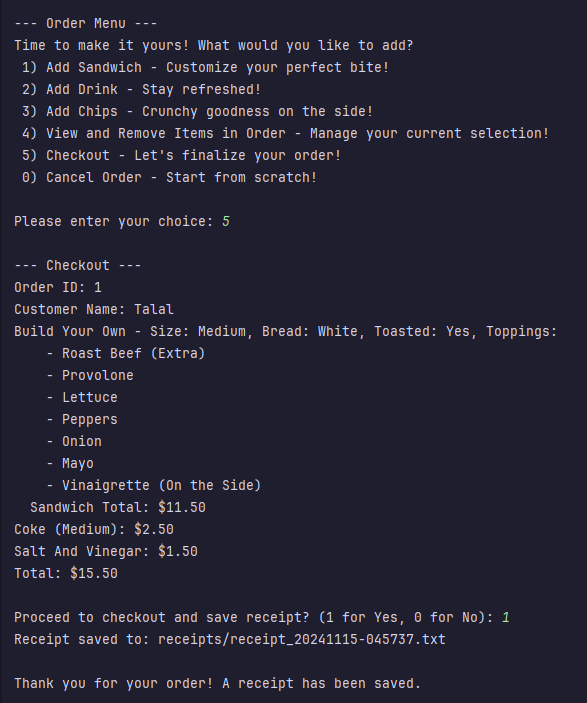 --- Order Menu ---
Time to make it yours! What would you like to add?
1) Add Sandwich - Customize your perfect bite!
2) Add Drink - Stay refreshed!
3) Add Chips - Crunchy goodness on the side!
4) View and Remove Items in Order - Manage your current selection!
5) Checkout - Let's finalize your order!
0) Cancel Order - Start from scratch!
Please enter your choice: 5
--- Checkout ---
Order ID: 1
Customer Name: Talal
Build Your Own - Size: Medium, Bread: White, Toasted: Yes, Toppings:
- Roast Beef (Extra)
- Provolone
- Lettuce
- Peppers
- Onion
- Mayo
- Vinaigrette (On the Side)
Sandwich Total: $11.50
Coke (Medium): $2.50
Salt And Vinegar: $1.50
Total: $15.50
Proceed to checkout and save receipt? (1 for Yes, 0 for No): 1
Receipt saved to: receipts/receipt_20241115-045737.txt
Thank you for your order! A receipt has been saved.